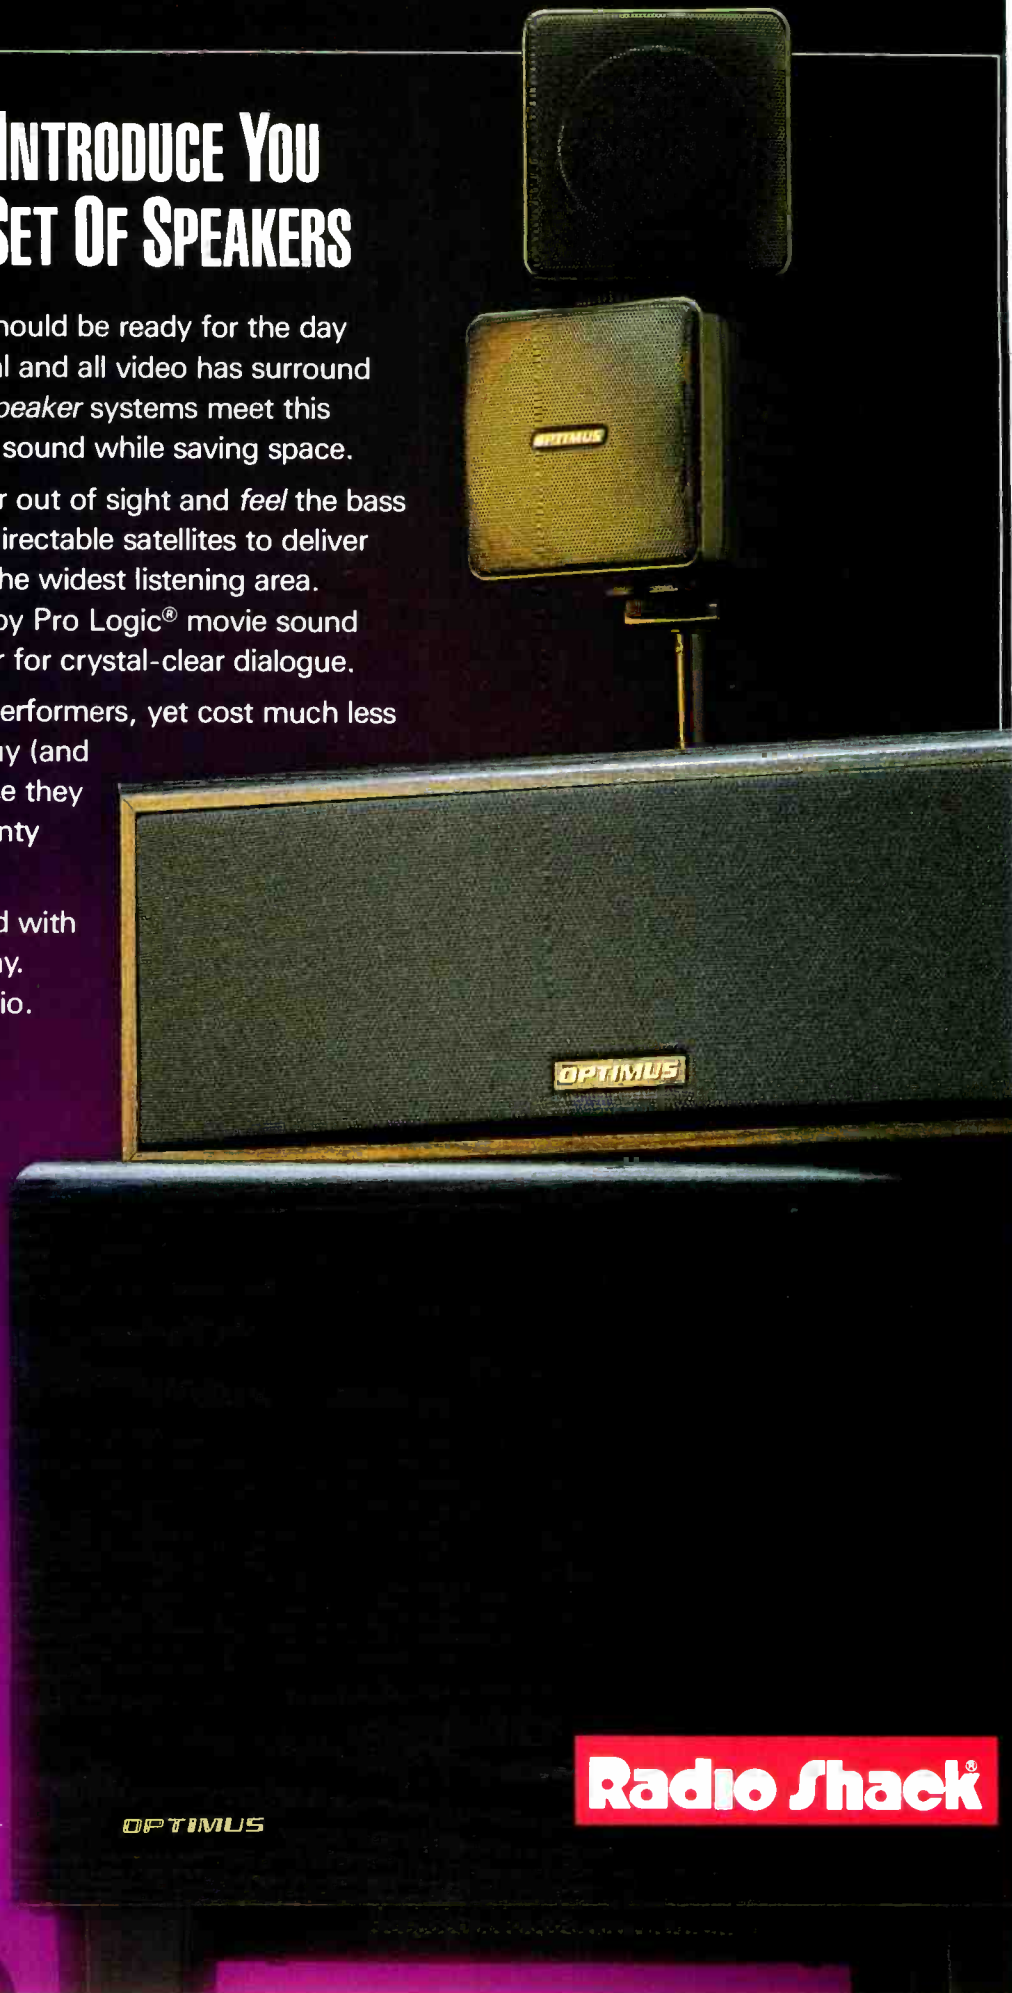 INTRODUCE YOU
SET OF SPEAKERS
hould be ready for the day
l and all video has surround
peaker systems meet this
sound while saving space.
r out of sight and feel the bass
irectable satellites to deliver
he widest listening area.
by Pro Logic® movie sound
r for crystal-clear dialogue.
erformers, yet cost much less
y (and
e they
nty
d with
y.
io.
OPTIMUS
OPTIMUS
Radio Shack®
OPTIMUS